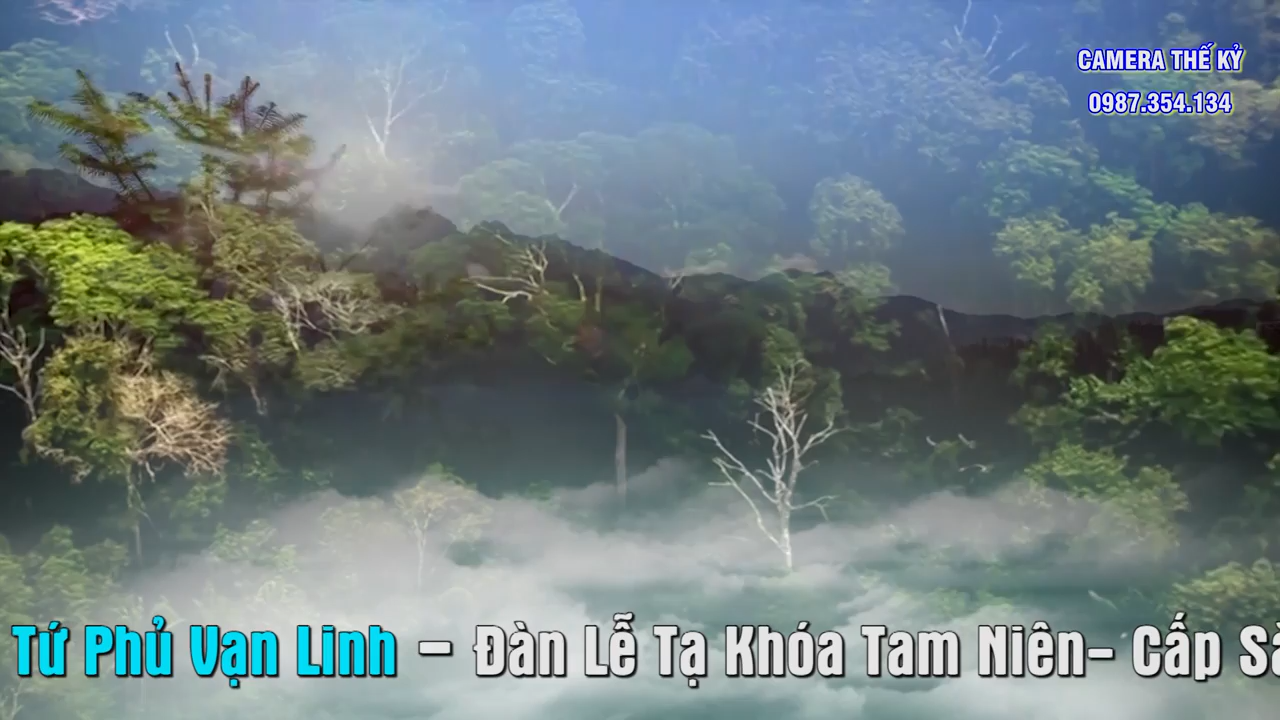 CAMERA THẾ KỶ
0987.354.134
Tứ Phủ Vạn Linh - Đàn Lễ Tạ Khóa Tam Niên- Cấp